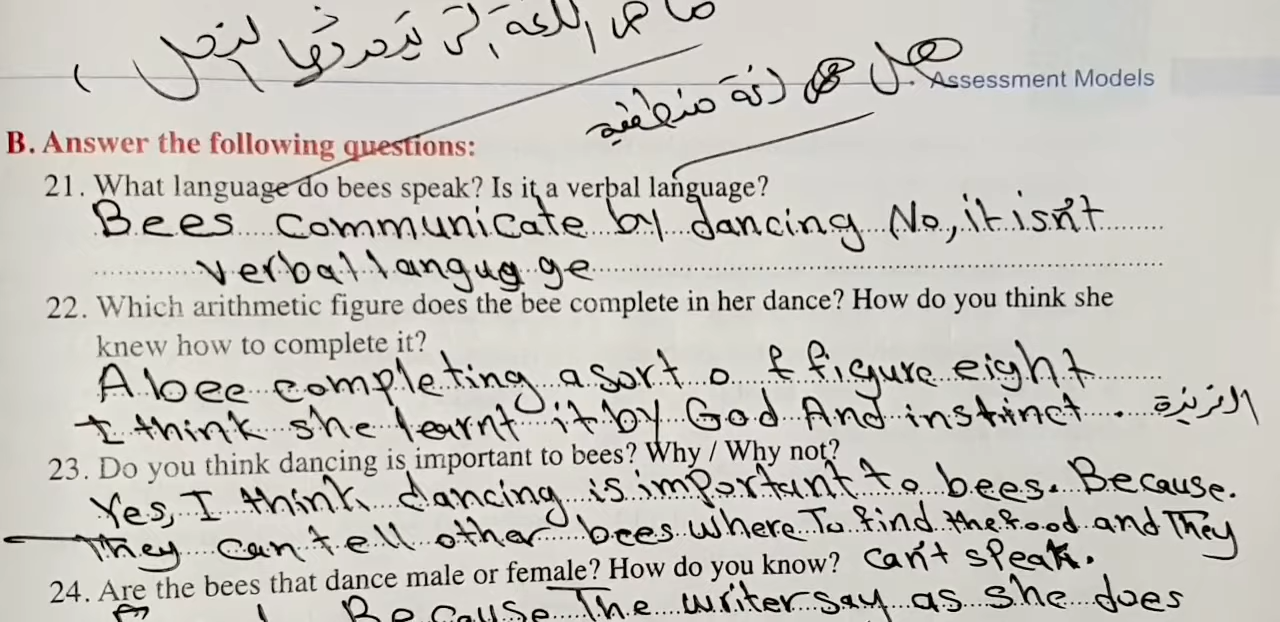 ما هى اللغة التى يتحدثها النحل
هل هى لغة منطقيه
Assessment Models
B. Answer the following questions:
21. What language do bees speak? Is it a verbal language?
Bees communicate by dancing No, it isn't
verbal langugage
22. Which arithmetic figure does the bee complete in her dance? How do you think she
knew how to complete it?
A bee completing a sort of figure eight
I think she learnt it by God And instinct. الغريزة
23. Do you think dancing is important to bees? Why / Why not?
Yes, I think dancing is important to bees. Because.
They can tell other bees where To find the food and They
can't speak.
24. Are the bees that dance male or female? How do you know?
Because The writer say as she does